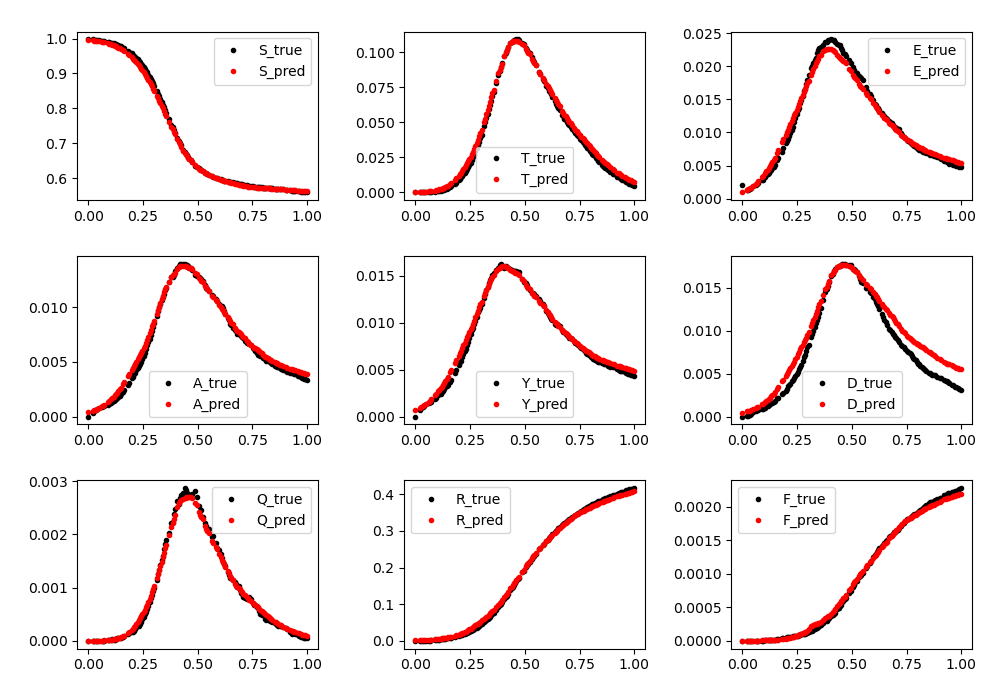 1.0
0.9
0.8
0.7
0.6
0.00 0.25 0.50 0.75 1.00
S_true
S_pred
0.100
0.075
0.050
0.025
0.000
0.00 0.25 0.50 0.75 1.00
T_true
T_pred
0.025
0.020
0.015
0.010
0.005
0.000
0.00 0.25 0.50 0.75 1.00
E_true
E_pred
0.010
0.005
0.000
0.00 0.25 0.50 0.75 1.00
A_true
A_pred
0.015
0.010
0.005
0.000
0.00 0.25 0.50 0.75 1.00
Y_true
Y_pred
0.015
0.010
0.005
0.000
0.00 0.25 0.50 0.75 1.00
D_true
D_pred
0.003
0.002
0.001
0.000
0.00 0.25 0.50 0.75 1.00
Q_true
Q_pred
0.4
0.3
0.2
0.1
0.0
0.00 0.25 0.50 0.75 1.00
R_true
R_pred
0.0020
0.0015
0.0010
0.0005
0.0000
0.00 0.25 0.50 0.75 1.00
F_true
F_pred